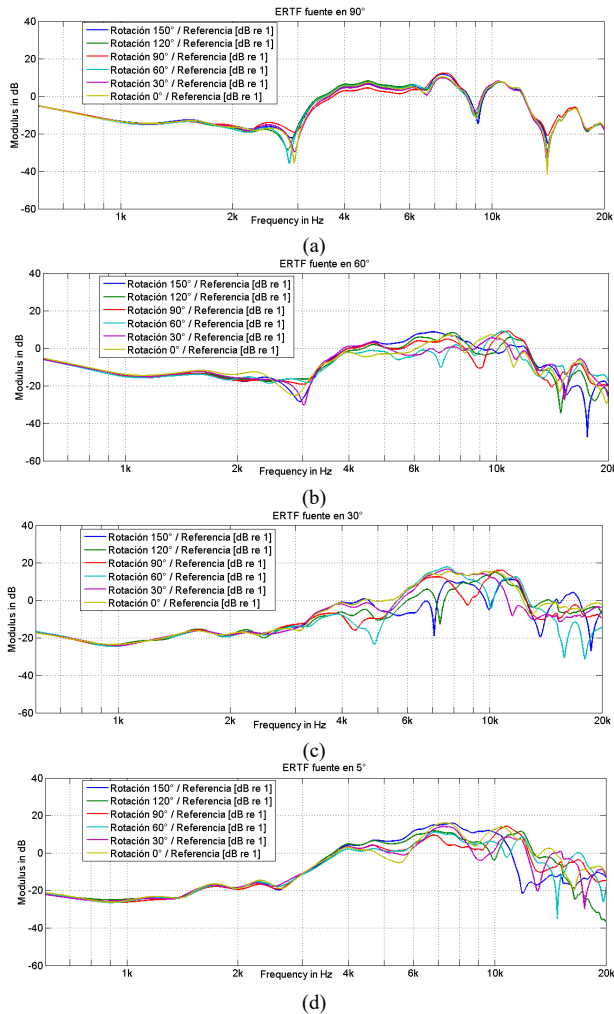 ERTF fuente en 90°
40
20
0
-20
-40
-60
Modulus in dB
Rotación 150° / Referencia [dB re 1]
Rotación 120° / Referencia [dB re 1]
Rotación 90° / Referencia [dB re 1]
Rotación 60° / Referencia [dB re 1]
Rotación 30° / Referencia [dB re 1]
Rotación 0° / Referencia [dB re 1]
1k 2k 4k 6k 10k 20k
Frequency in Hz
(a)
ERTF fuente en 60°
40
20
0
-20
-40
-60
Modulus in dB
Rotación 150° / Referencia [dB re 1]
Rotación 120° / Referencia [dB re 1]
Rotación 90° / Referencia [dB re 1]
Rotación 60° / Referencia [dB re 1]
Rotación 30° / Referencia [dB re 1]
Rotación 0° / Referencia [dB re 1]
1k 2k 4k 6k 10k 20k
Frequency in Hz
(b)
ERTF fuente en 30°
40
20
0
-20
-40
-60
Modulus in dB
Rotación 150° / Referencia [dB re 1]
Rotación 120° / Referencia [dB re 1]
Rotación 90° / Referencia [dB re 1]
Rotación 60° / Referencia [dB re 1]
Rotación 30° / Referencia [dB re 1]
Rotación 0° / Referencia [dB re 1]
1k 2k 4k 6k 10k 20k
Frequency in Hz
(c)
ERTF fuente en 5°
40
20
0
-20
-40
-60
Modulus in dB
Rotación 150° / Referencia [dB re 1]
Rotación 120° / Referencia [dB re 1]
Rotación 90° / Referencia [dB re 1]
Rotación 60° / Referencia [dB re 1]
Rotación 30° / Referencia [dB re 1]
Rotación 0° / Referencia [dB re 1]
1k 2k 4k 6k 10k 20k
Frequency in Hz
(d)